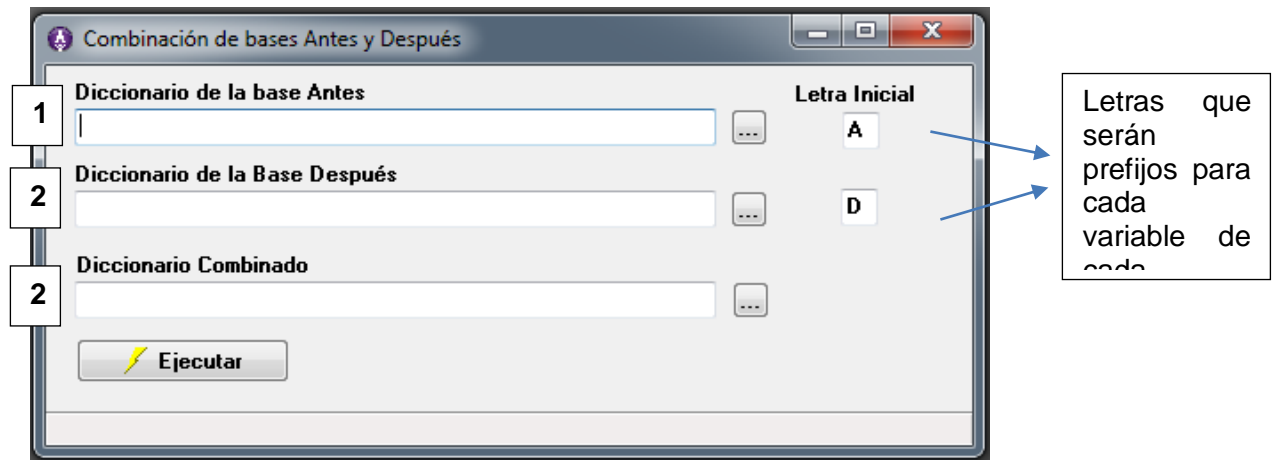 Combinación de bases Antes y Después
1
Diccionario de la base Antes
Letra Inicial
...
A
2
Diccionario de la Base Después
...
D
2
Diccionario Combinado
...
Ejecutar
Letras que
serán
prefijos para
cada
variable de
cada